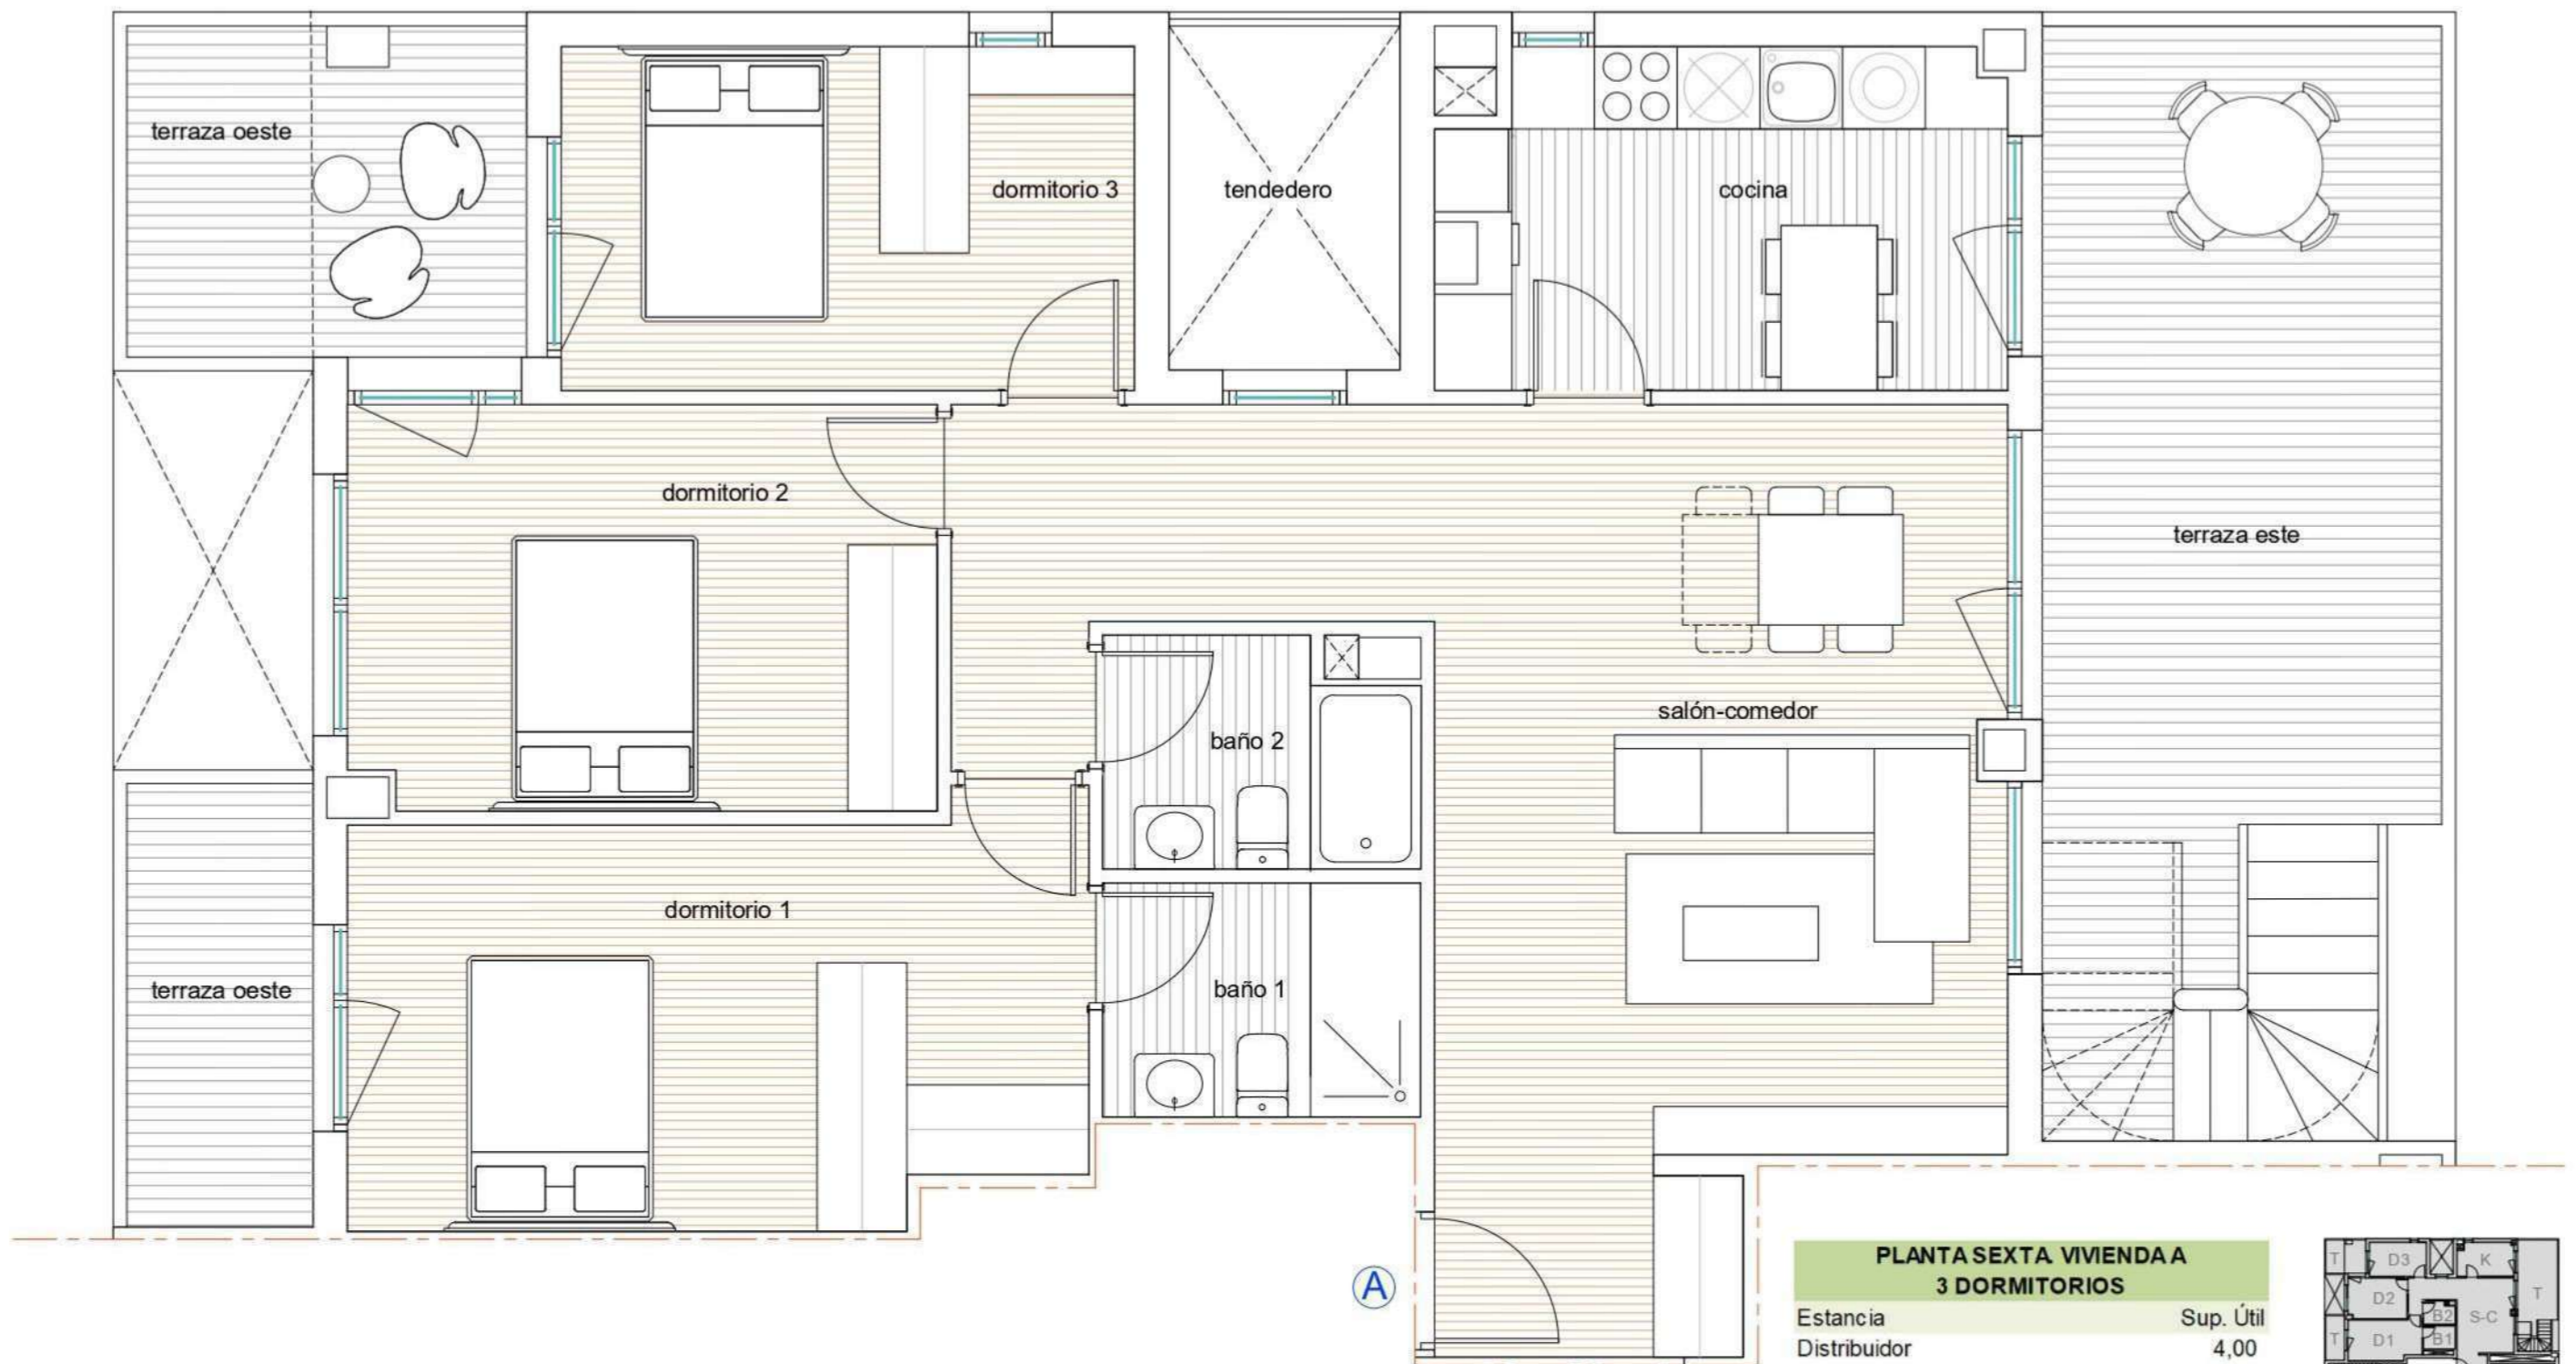 terraza oeste
dormitorio 3
tendedero
cocina
dormitorio 2
terraza este
salón-comedor
baño 2
dormitorio 1
terraza oeste
baño 1
A
PLANTA SEXTA. VIVIENDA A
3 DORMITORIOS
Estancia Sup. Útil
Distribuidor 4,00
T D3 K
D2 T
B2 S-C
T D1 B1